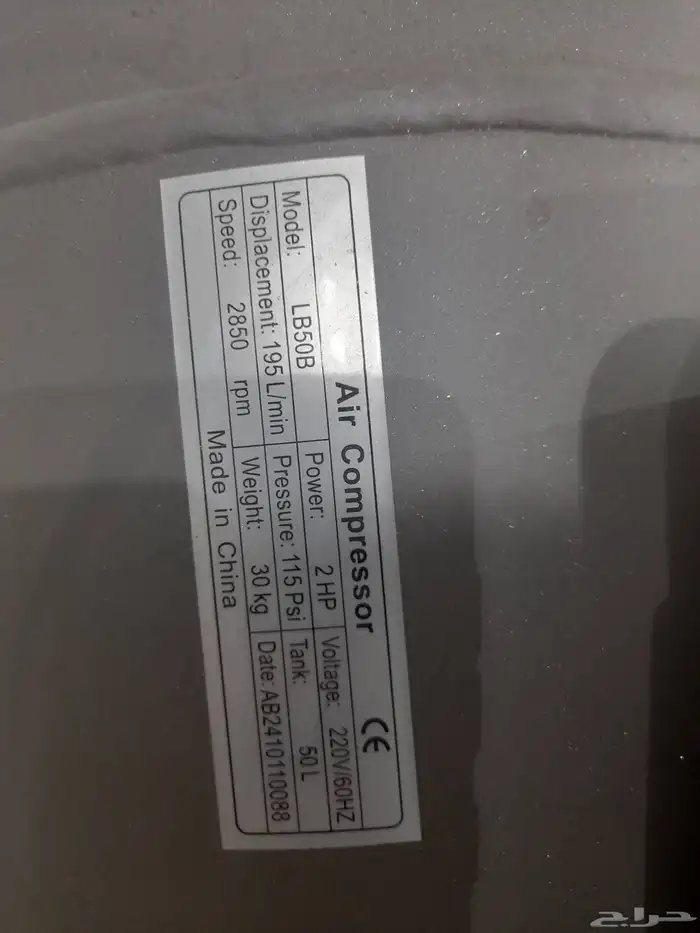 Air Compressor CE
Model: LB50B Power: 2 HP Voltage: 220V/60HZ
Displacement: 195 L/min Pressure: 115 Psi Tank: 50 L
Speed: 2850 rpm Weight: 30 kg Date: AB2410110088
Made in China
حراج